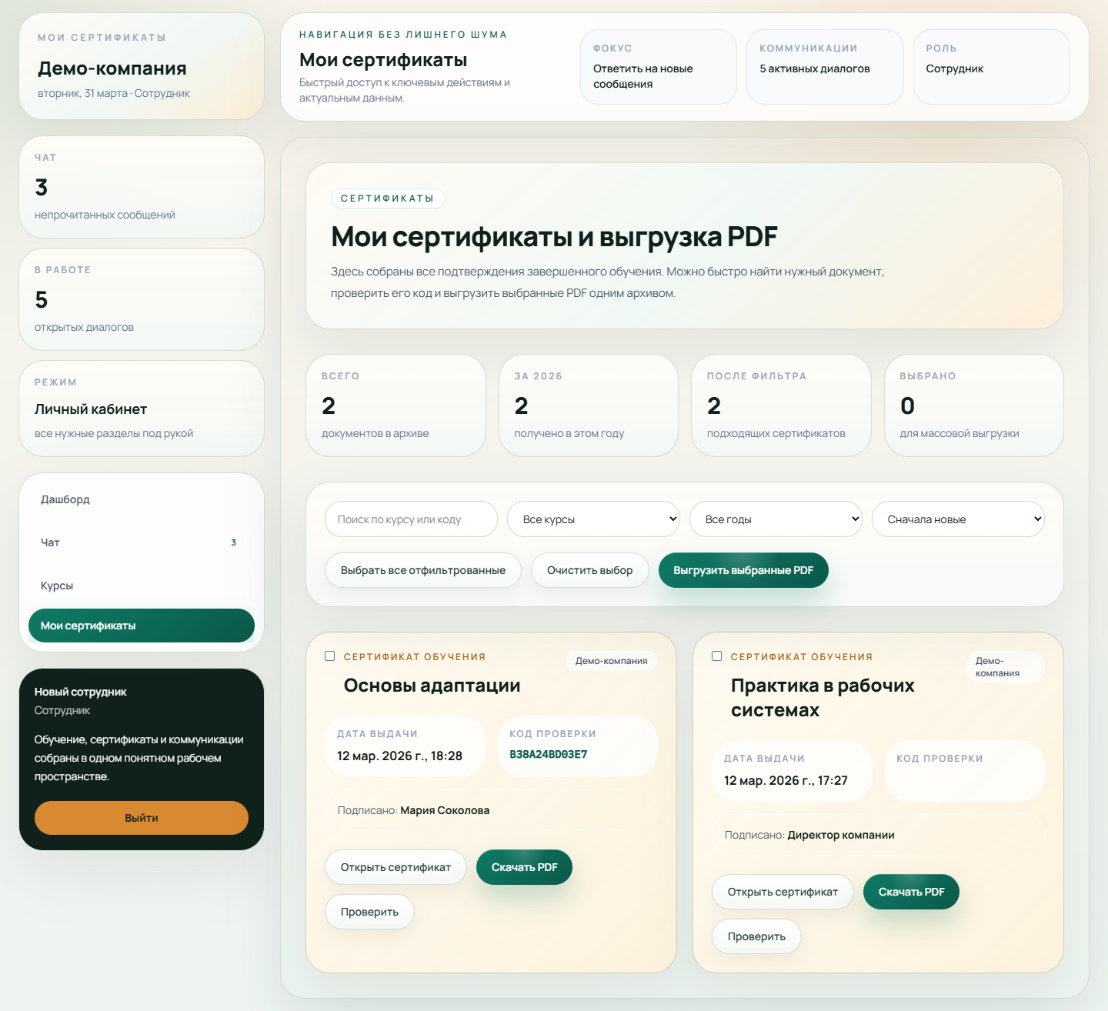 МОИ СЕРТИФИКАТЫ
Демо-компания
вторник, 31 марта · Сотрудник
ЧАТ
3
непрочитанных сообщений
В РАБОТЕ
5
открытых диалогов
РЕЖИМ
Личный кабинет
все нужные разделы под рукой
Дашборд
Чат 3
Курсы
Мои сертификаты
Новый сотрудник
Сотрудник
Обучение, сертификаты и коммуникации
собраны в одном понятном рабочем
пространстве.
Выйти
НАВИГАЦИЯ БЕЗ ЛИШНЕГО ШУМА
Мои сертификаты
Быстрый доступ к ключевым действиям и
актуальным данным.
ФОКУС
Ответить на новые
сообщения
КОММУНИКАЦИИ
5 активных диалогов
РОЛЬ
Сотрудник
СЕРТИФИКАТЫ
Мои сертификаты и выгрузка PDF
Здесь собраны все подтверждения завершенного обучения. Можно быстро найти нужный документ,
проверить его код и выгрузить выбранные PDF одним архивом.
ВСЕГО
2
документов в архиве
ЗА 2026
2
получено в этом году
ПОСЛЕ ФИЛЬТРА
2
подходящих сертификатов
ВЫБРАНО
0
для массовой выгрузки
Поиск по курсу или коду
Все курсы
Все годы
Сначала новые
Выбрать все отфильтрованные
Очистить выбор
Выгрузить выбранные PDF
СЕРТИФИКАТ ОБУЧЕНИЯ
Демо-компания
Основы адаптации
ДАТА ВЫДАЧИ
12 мар. 2026 г., 18:28
КОД ПРОВЕРКИ
B38A24BD03E7
Подписано: Мария Соколова
Открыть сертификат
Скачать PDF
Проверить
СЕРТИФИКАТ ОБУЧЕНИЯ
Демо-
компания
Практика в рабочих
системах
ДАТА ВЫДАЧИ
12 мар. 2026 г., 17:27
КОД ПРОВЕРКИ
Подписано: Директор компании
Открыть сертификат
Скачать PDF
Проверить